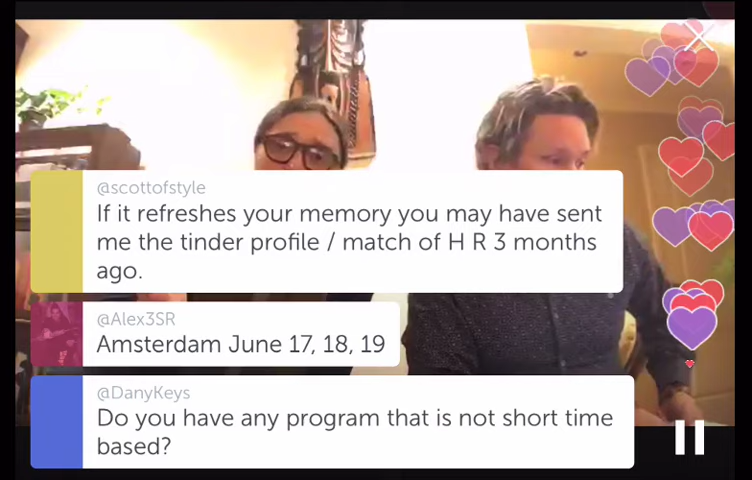 @scottofstyle
If it refreshes your memory you may have sent
me the tinder profile / match of H R 3 months
ago.
@Alex3SR
Amsterdam June 17, 18, 19
@DanyKeys
Do you have any program that is not short time
based?